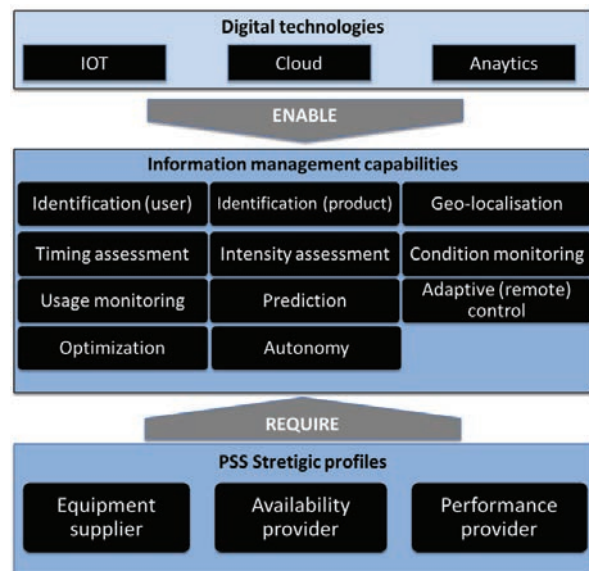 Digital technologies
IOT Cloud Anaytics
ENABLE
Information management capabilities
Identification (user) Identification (product) Geo-localisation
Timing assessment Intensity assessment Condition monitoring
Usage monitoring Prediction Adaptive (remote)
control
Optimization Autonomy
REQUIRE
PSS Stretigic profiles
Equipment Availability Performance
supplier provider provider